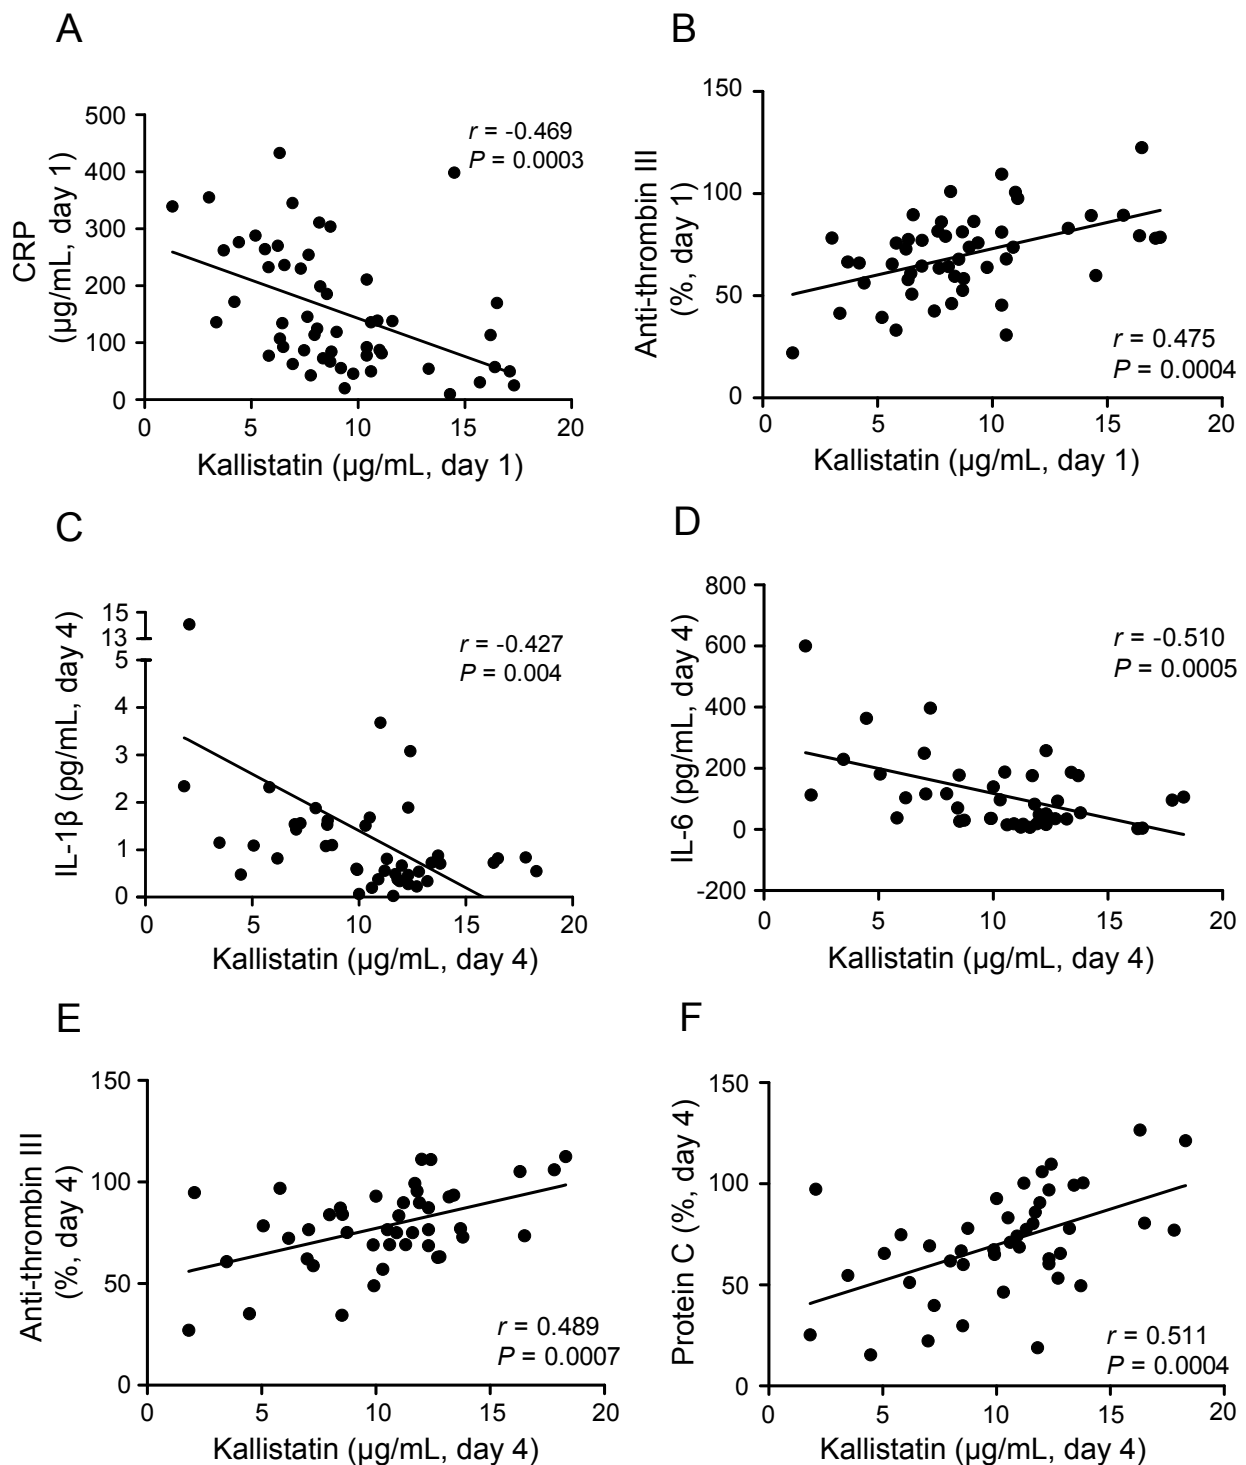 A
CRP
(µg/mL, day 1)
500
400
300
200
100
0
r = -0.469
P = 0.0003
0 5 10 15 20
Kallistatin (µg/mL, day 1)
B
Anti-thrombin III
(%, day 1)
150
100
50
0
r = 0.475
P = 0.0004
0 5 10 15 20
Kallistatin (µg/mL, day 1)
C
IL-1β (pg/mL, day 4)
15
13
5
4
3
2
1
0
r = -0.427
P = 0.004
0 5 10 15 20
Kallistatin (µg/mL, day 4)
D
IL-6 (pg/mL, day 4)
800
600
400
200
0
-200
r = -0.510
P = 0.0005
0 5 10 15 20
Kallistatin (µg/mL, day 4)
E
Anti-thrombin III
(%, day 4)
150
100
50
0
r = 0.489
P = 0.0007
0 5 10 15 20
Kallistatin (µg/mL, day 4)
F
Protein C (%, day 4)
150
100
50
0
r = 0.511
P = 0.0004
0 5 10 15 20
Kallistatin (µg/mL, day 4)